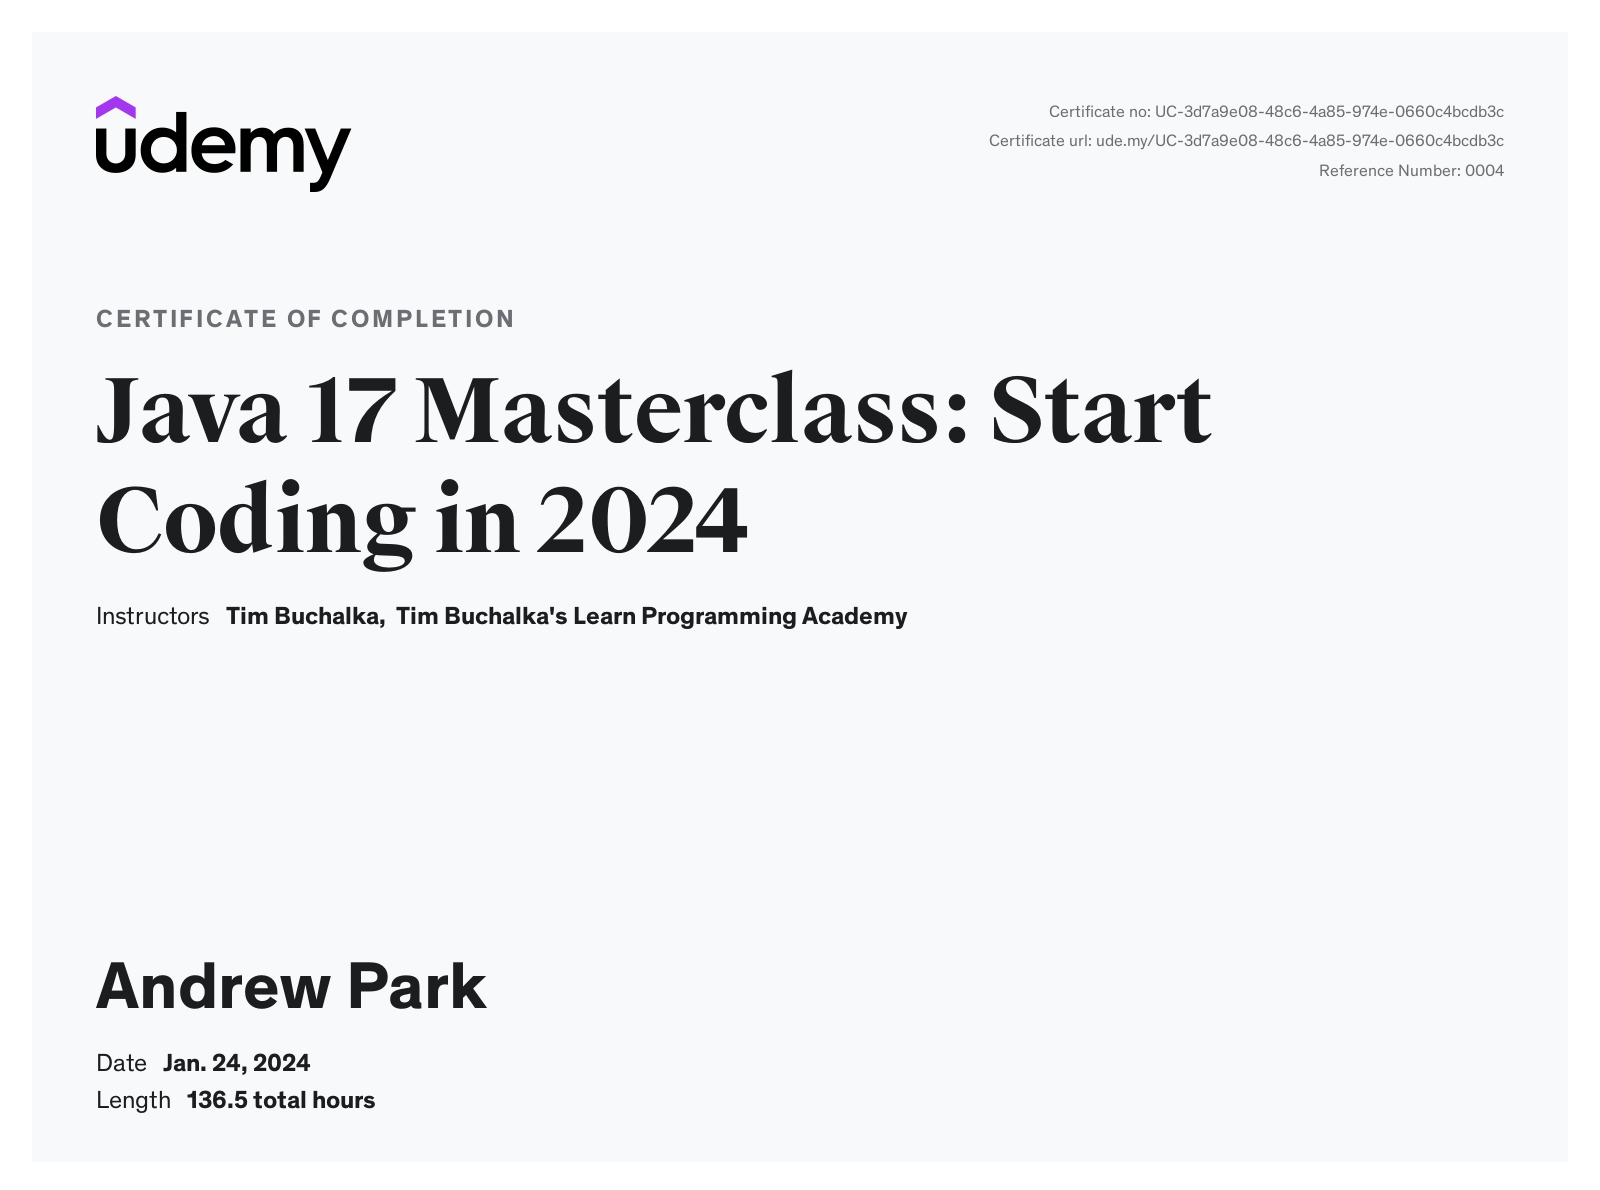 udemy
Certificate no: UC-3d7a9e08-48c6-4a85-974e-0660c4bcdb3c
Certificate url: ude.my/UC-3d7a9e08-48c6-4a85-974e-0660c4bcdb3c
Reference Number: 0004
CERTIFICATE OF COMPLETION
Java 17 Masterclass: Start
Coding in 2024
Instructors Tim Buchalka, Tim Buchalka's Learn Programming Academy
Andrew Park
Date Jan. 24, 2024
Length 136.5 total hours